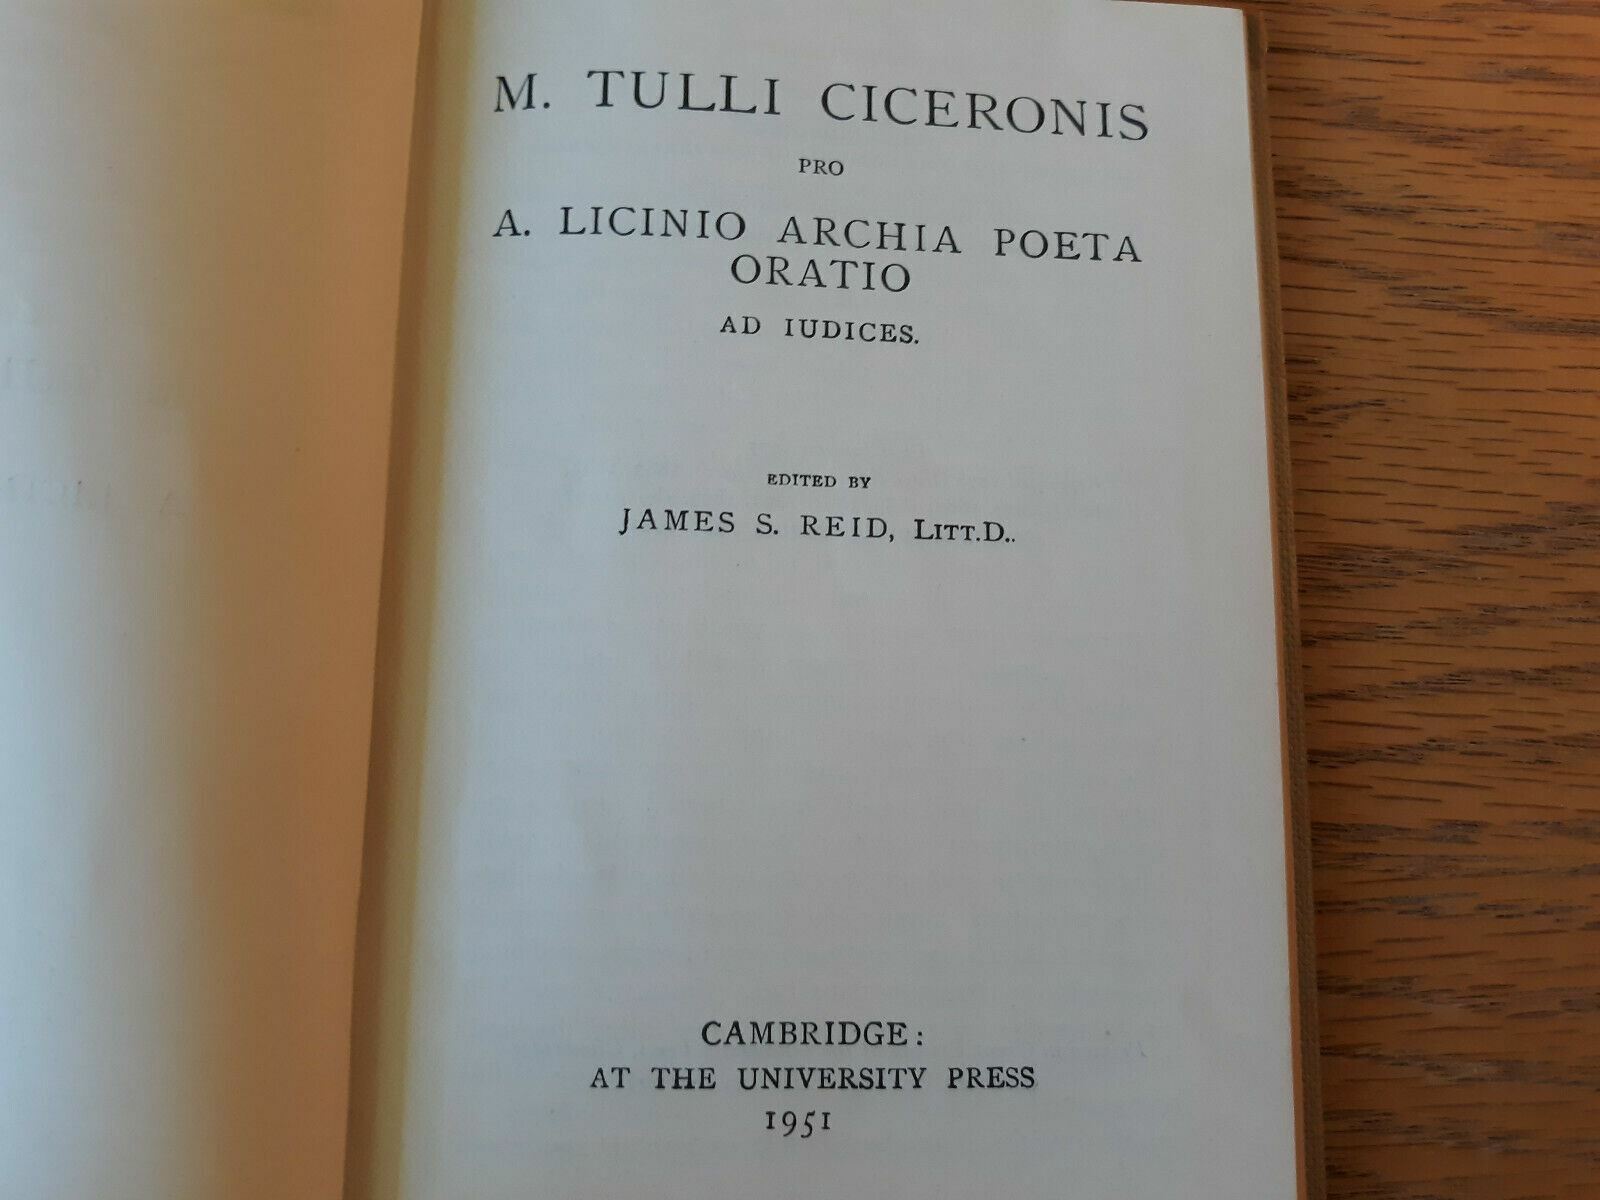 M. TULLI CICERONIS
PRO
A. LICINIO ARCHIA POETA
ORATIO
AD IUDICES.
EDITED BY
JAMES S. REID, LITT.D..
CAMBRIDGE:
AT THE UNIVERSITY PRESS
1951